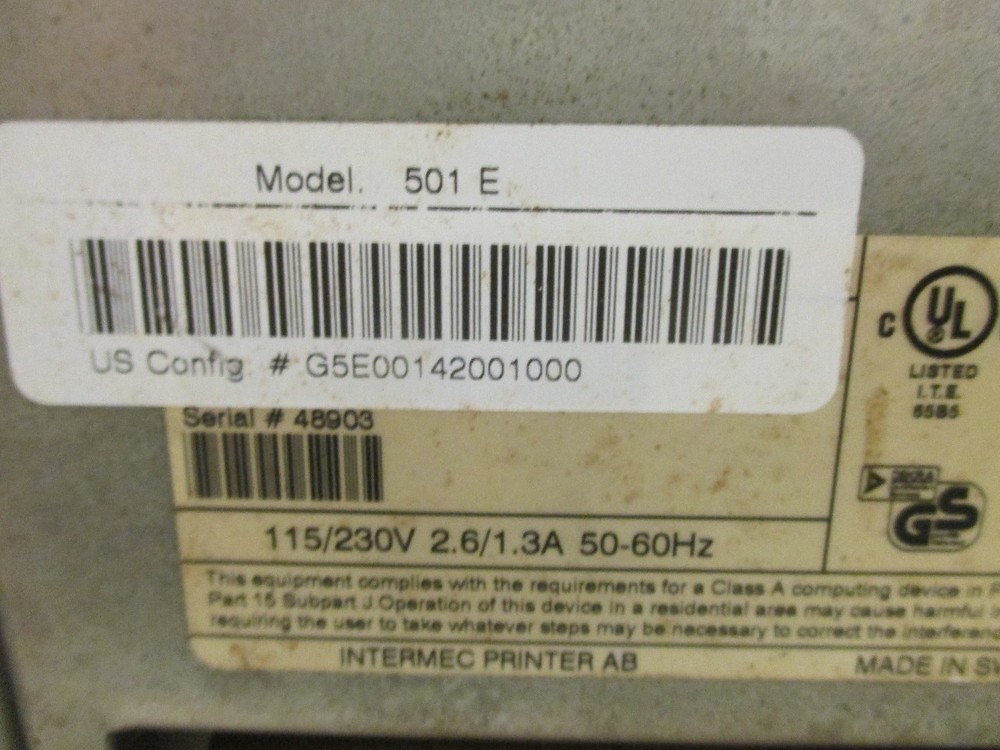 Model. 501 E
US Config # G5E00142001000
Serial # 48903
C UL
LISTED
I.T.E.
65B5
GS
115/230V 2.6/1.3A 50-60Hz
This equipment complies with the requirements for a Class A computing device in
Part 15 Subpart J.Operation of this device in a residential area may cause harmful
requiring the user to take whatever steps may be necessary to correct the
INTERMEC PRINTER AB
MADE IN SW